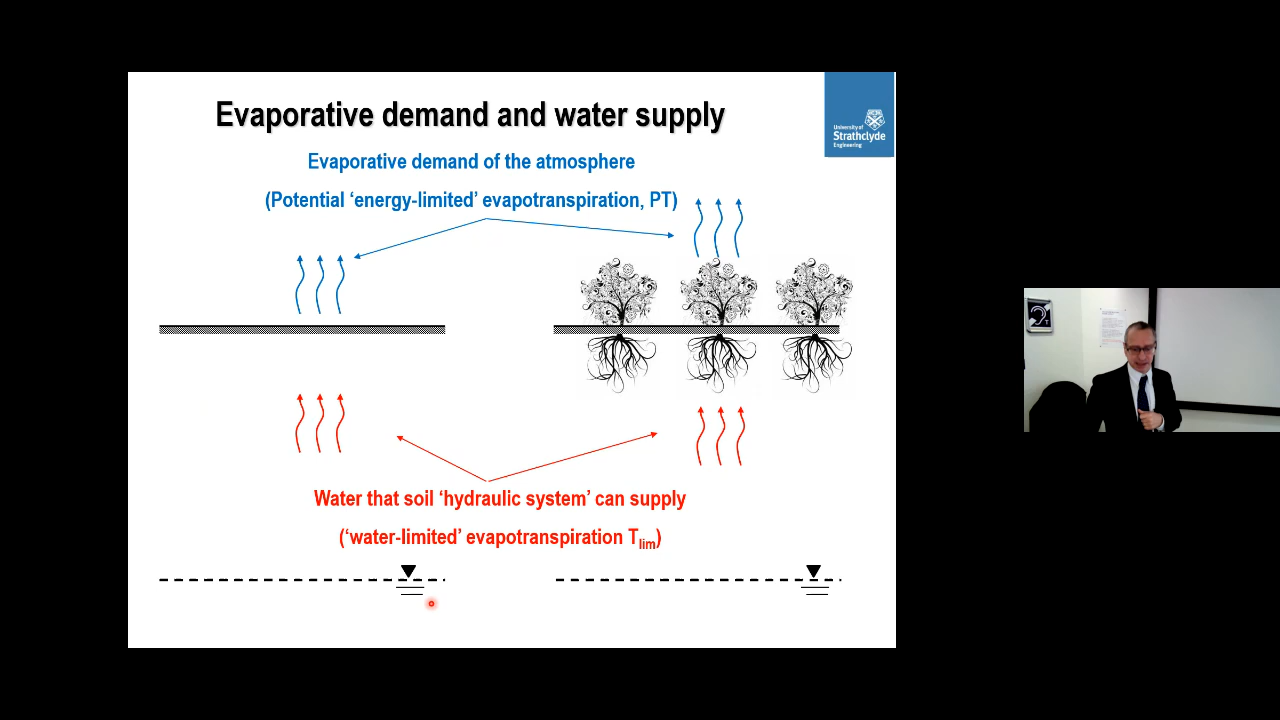 Evaporative demand and water supply
University of
Strathclyde
Engineering
Evaporative demand of the atmosphere
(Potential ‘energy-limited’ evapotranspiration, PT)
T
Water that soil ‘hydraulic system’ can supply
(‘water-limited’ evapotranspiration Tlim)